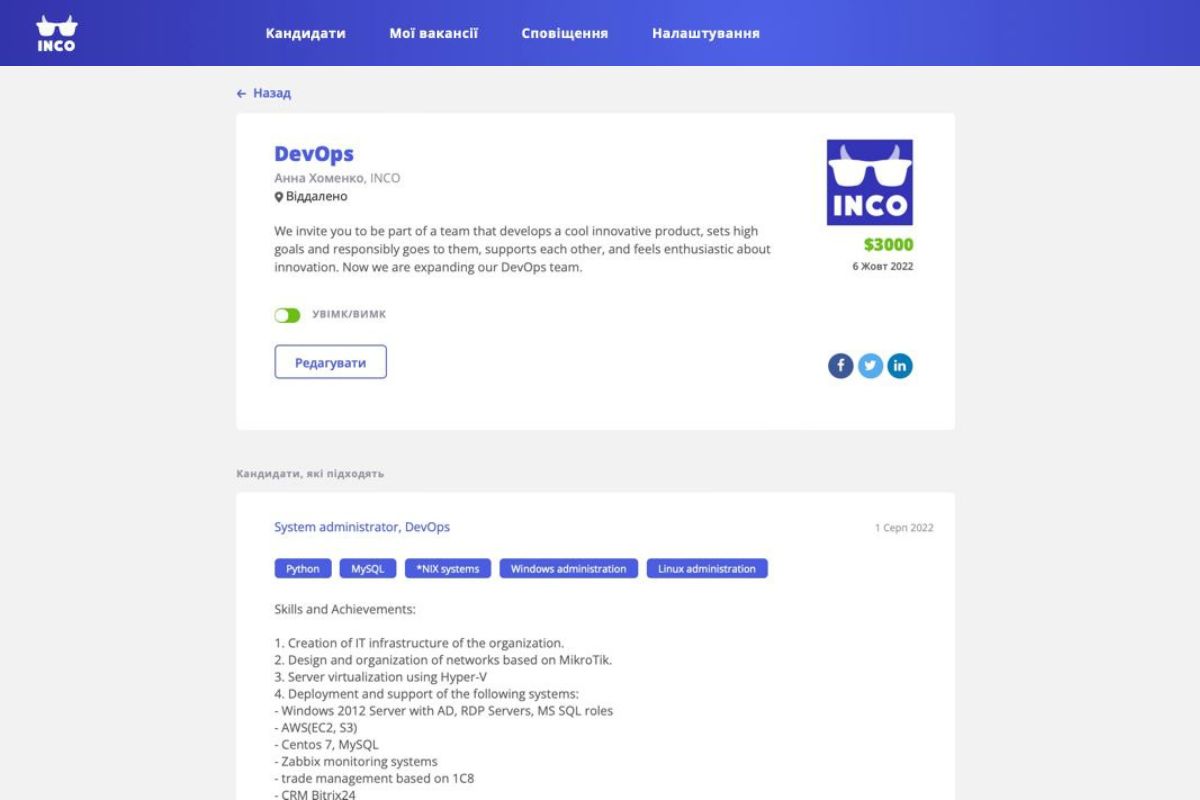 INCO
Кандидати
Мої вакансії
Сповіщення
Налаштування
← Назад
DevOps
Анна Хоменко, INCO
Віддалено
We invite you to be part of a team that develops a cool innovative product, sets high
goals and responsibly goes to them, supports each other, and feels enthusiastic about
innovation. Now we are expanding our DevOps team.
INCO
$3000
6 Жовт 2022
УВІМК/ВИМК
Редагувати
Кандидати, які підходять
System administrator, DevOps
1 Серп 2022
Python
MySQL
*NIX systems
Windows administration
Linux administration
Skills and Achievements:
1. Creation of IT infrastructure of the organization.
2. Design and organization of networks based on MikroTik.
3. Server virtualization using Hyper-V
4. Deployment and support of the following systems:
- Windows 2012 Server with AD, RDP Servers, MS SQL roles
- AWS(EC2, S3)
- Centos 7, MySQL
- Zabbix monitoring systems
- trade management based on 1C8
- CRM Bitrix24